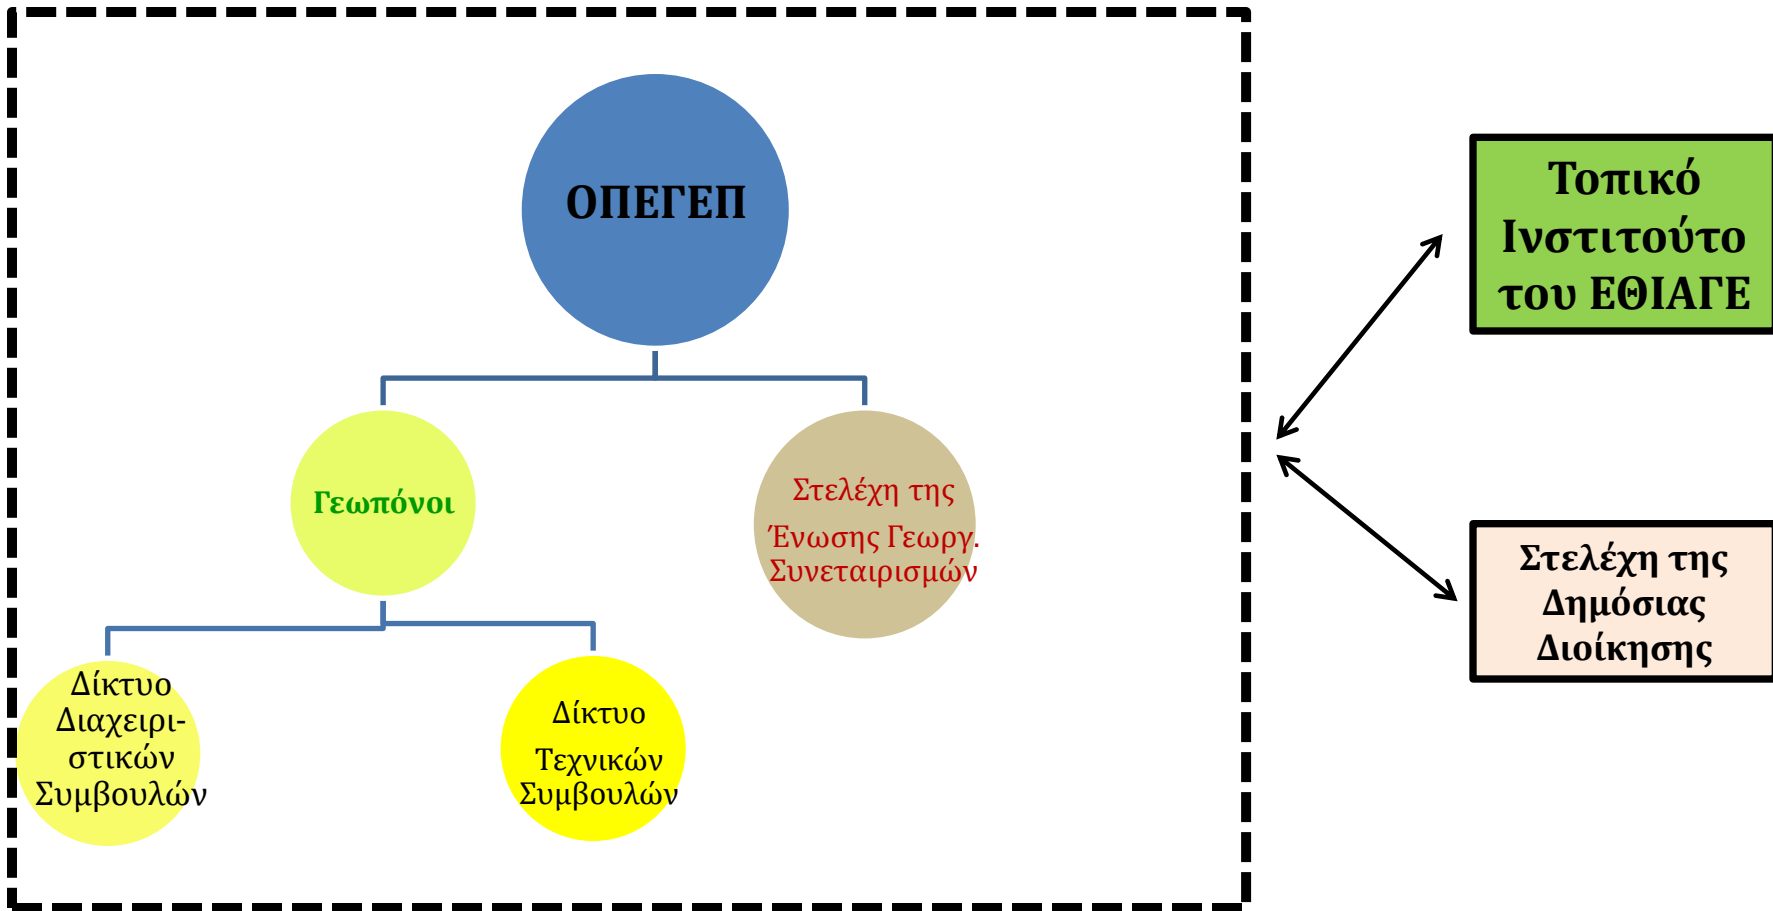 ΟΠΕΓΕΠ
Γεωπόνοι
Στελέχη της
Ένωσης Γεωργ.
Συνεταιρισμών
Δίκτυο
Διαχειρι-
στικών
Συμβουλών
Δίκτυο
Τεχνικών
Συμβουλών
Τοπικό
Ινστιτούτο
του ΕΘΙΑΓΕ
Στελέχη της
Δημόσιας
Διοίκησης